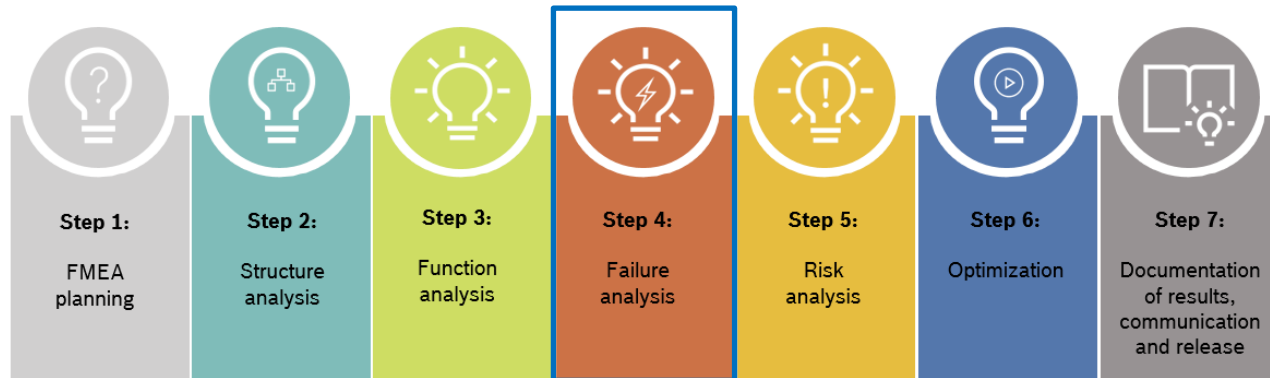 Step 1:
FMEA
planning
Step 2:
Structure
analysis
Step 3:
Function
analysis
Step 4:
Failure
analysis
Step 5:
Risk
analysis
Step 6:
Optimization
Step 7:
Documentation
of results,
communication
and release